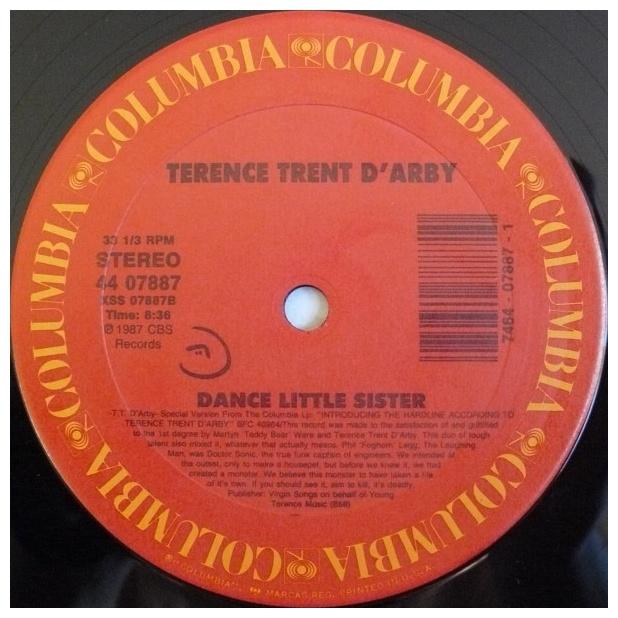 COLUMBIA COLUMBIA COLUMBIA COLUMBIA COLUMBIA COLUMBIA
TERENCE TRENT D'ARBY
33 1/3 RPM
STEREO
44 07887
XSS 07887B
Time: 8:36
℗ 1987 CBS
Records
7464 - 07887 - 1
DANCE LITTLE SISTER
-T.T. D'Arby- Special Version From The Columbia Lp: "INTRODUCING THE HARDLINE ACCORDING TO
TERENCE TRENT D'ARBY" BFC 40964/This record was made to the satisfaction of and gratified
to the 1st degree by Martyn 'Teddy Bear' Ware and Terence Trent D'Arby. This duo of rough
talent also mixed it, whatever that actually means. Phil 'Foghorn' Legg, The Laughing
Man, was Doctor Sonic, the true funk captain of engineers. We intended at
the outset, only to make a housepet, but before we knew it, we had
created a monster. We believe this monster to have taken a life
of it's own. If you should see it, aim to kill, it's deadly.
Publisher: Virgin Songs on behalf of Young
Terence Music (BMI)
"COLUMBIA", MARCAS REG. PRINTED IN U.S.A.